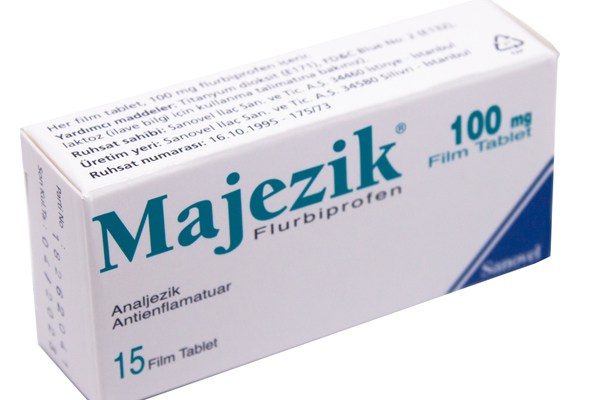 Her film tablet, 100 mg flurbiprofen içerir.
Yardımcı maddeler: Titanyum dioksit (E171), FD&C Blue No: 2 (E132),
laktoz (ilave bilgi için kullanma talimatına bakınız)
Ruhsat sahibi: Sanovel İlaç San. ve Tic. A.Ş. 34460 İstinye - İstanbul
Üretim yeri: Sanovel İlaç San. ve Tic. A.Ş. 34580 Silivri - İstanbul
Ruhsat numarası: 16.10.1995 - 175/73
Majezik®
Flurbiprofen
100 mg
Film Tablet
Analjezik
Antienflamatuar
15 Film Tablet
Sanovel